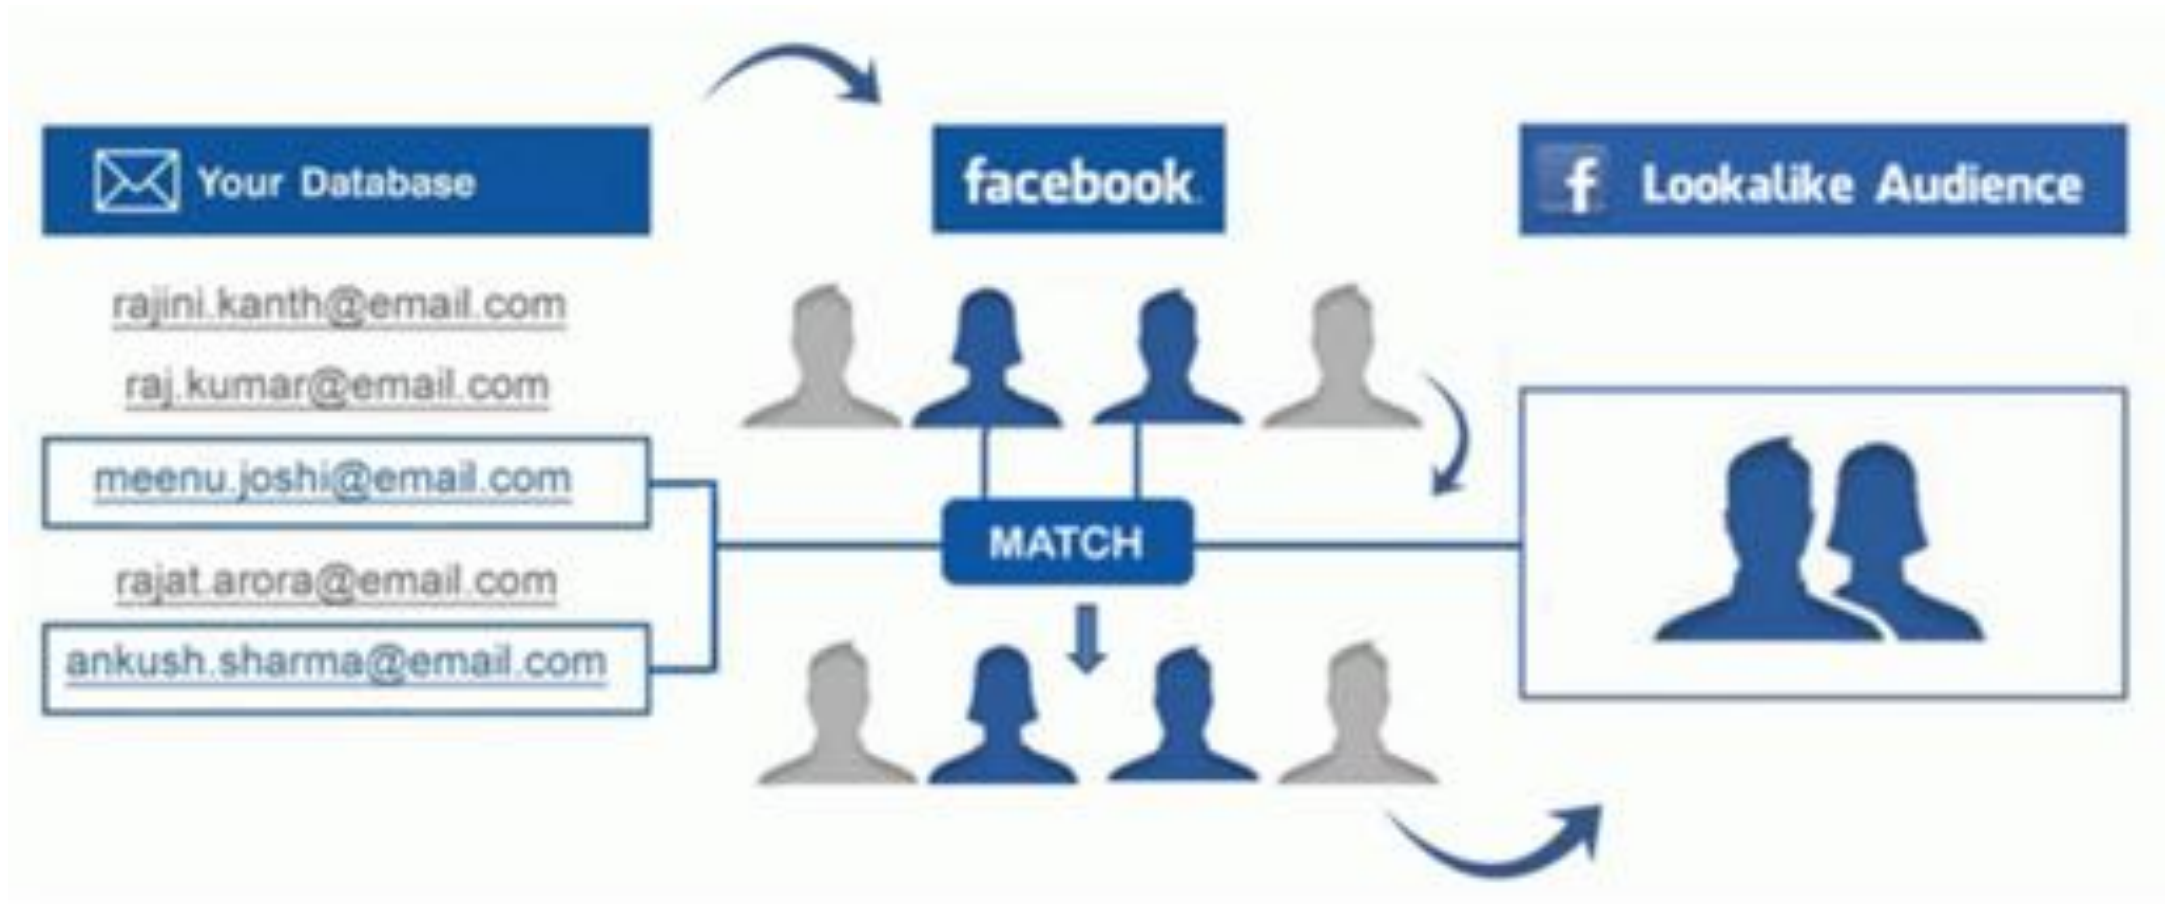 Your Database
rajini.kanth@email.com
raj.kumar@email.com
meenu.joshi@email.com
rajat.arora@email.com
ankush.sharma@email.com
facebook
MATCH
f Lookalike Audience